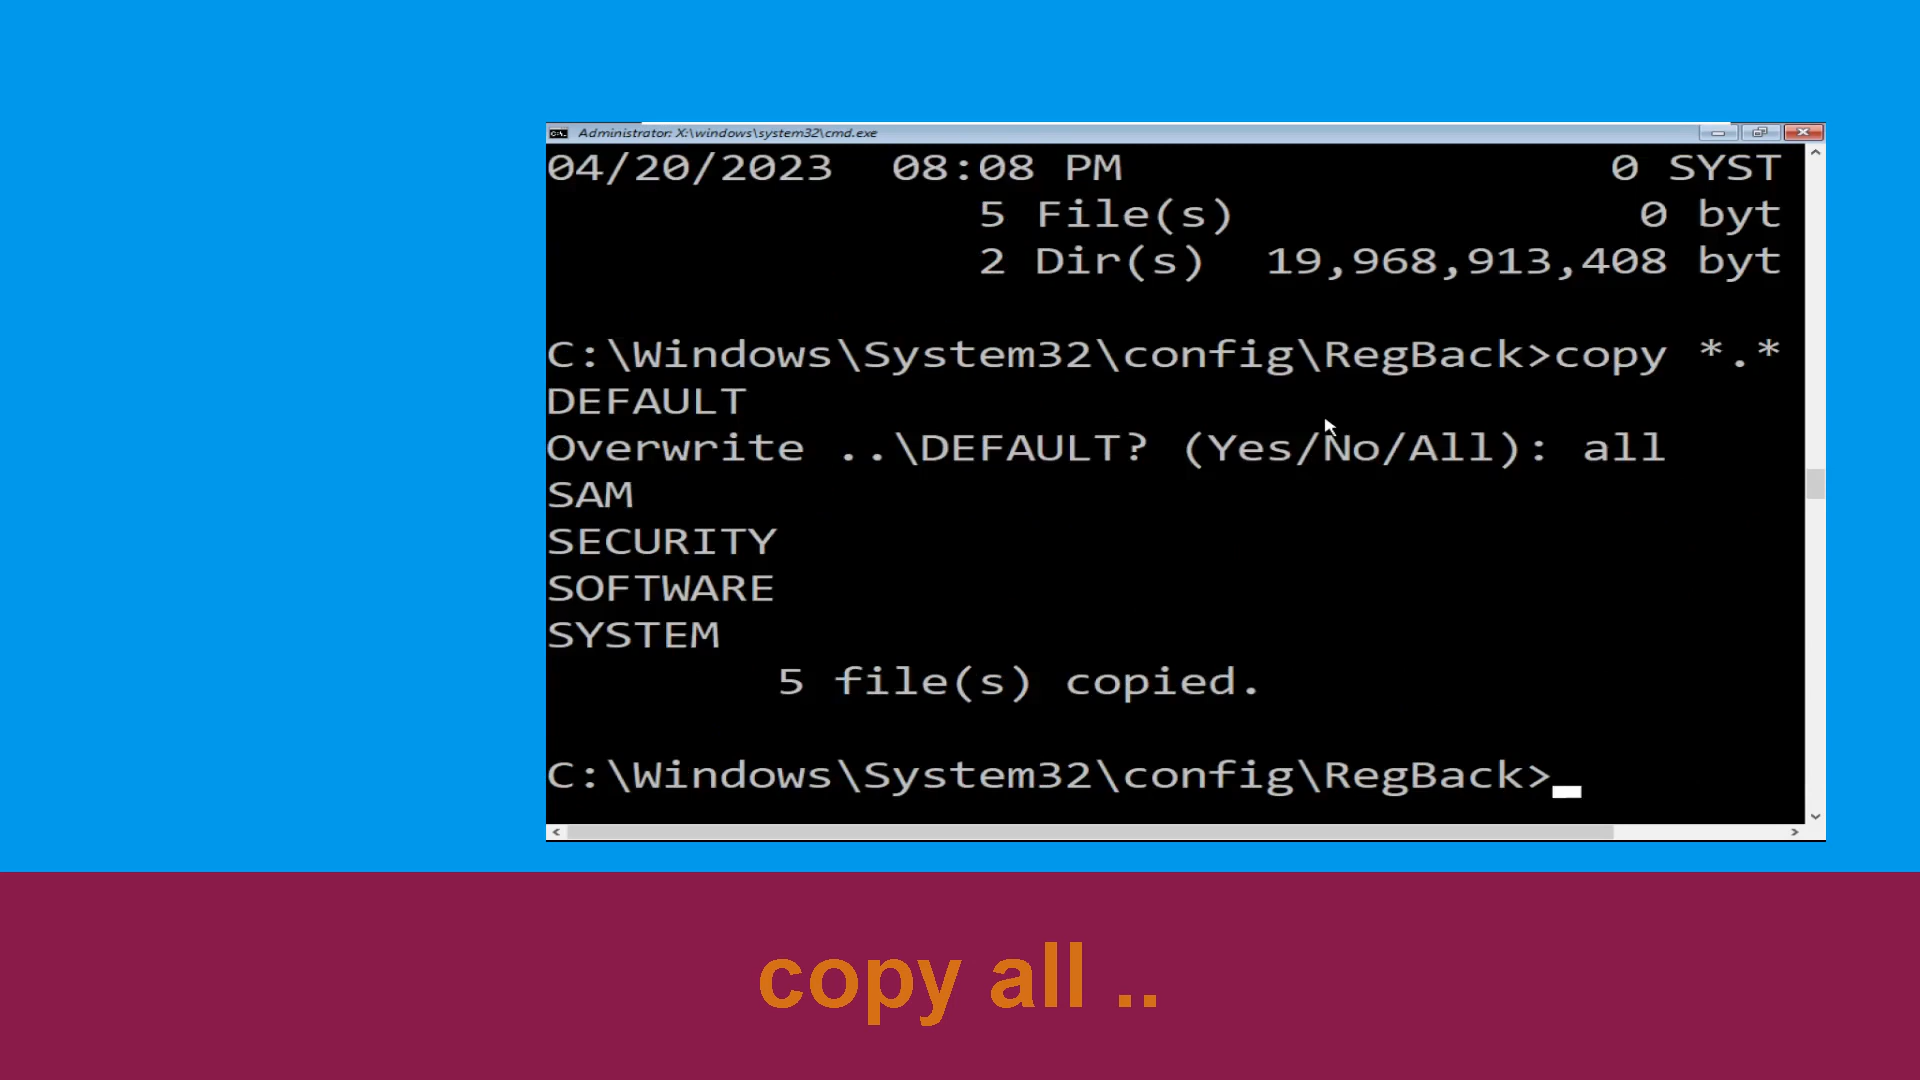 Administrator: X:\windows\system32\cmd.exe
04/20/2023  08:08 PM                 0 SYST
               5 File(s)              0 byt
               2 Dir(s)  19,968,913,408 byt
C:\Windows\System32\config\RegBack>copy *.*
DEFAULT
Overwrite ..\DEFAULT? (Yes/No/All): all
SAM
SECURITY
SOFTWARE
SYSTEM
        5 file(s) copied.
C:\Windows\System32\config\RegBack>
copy all ..